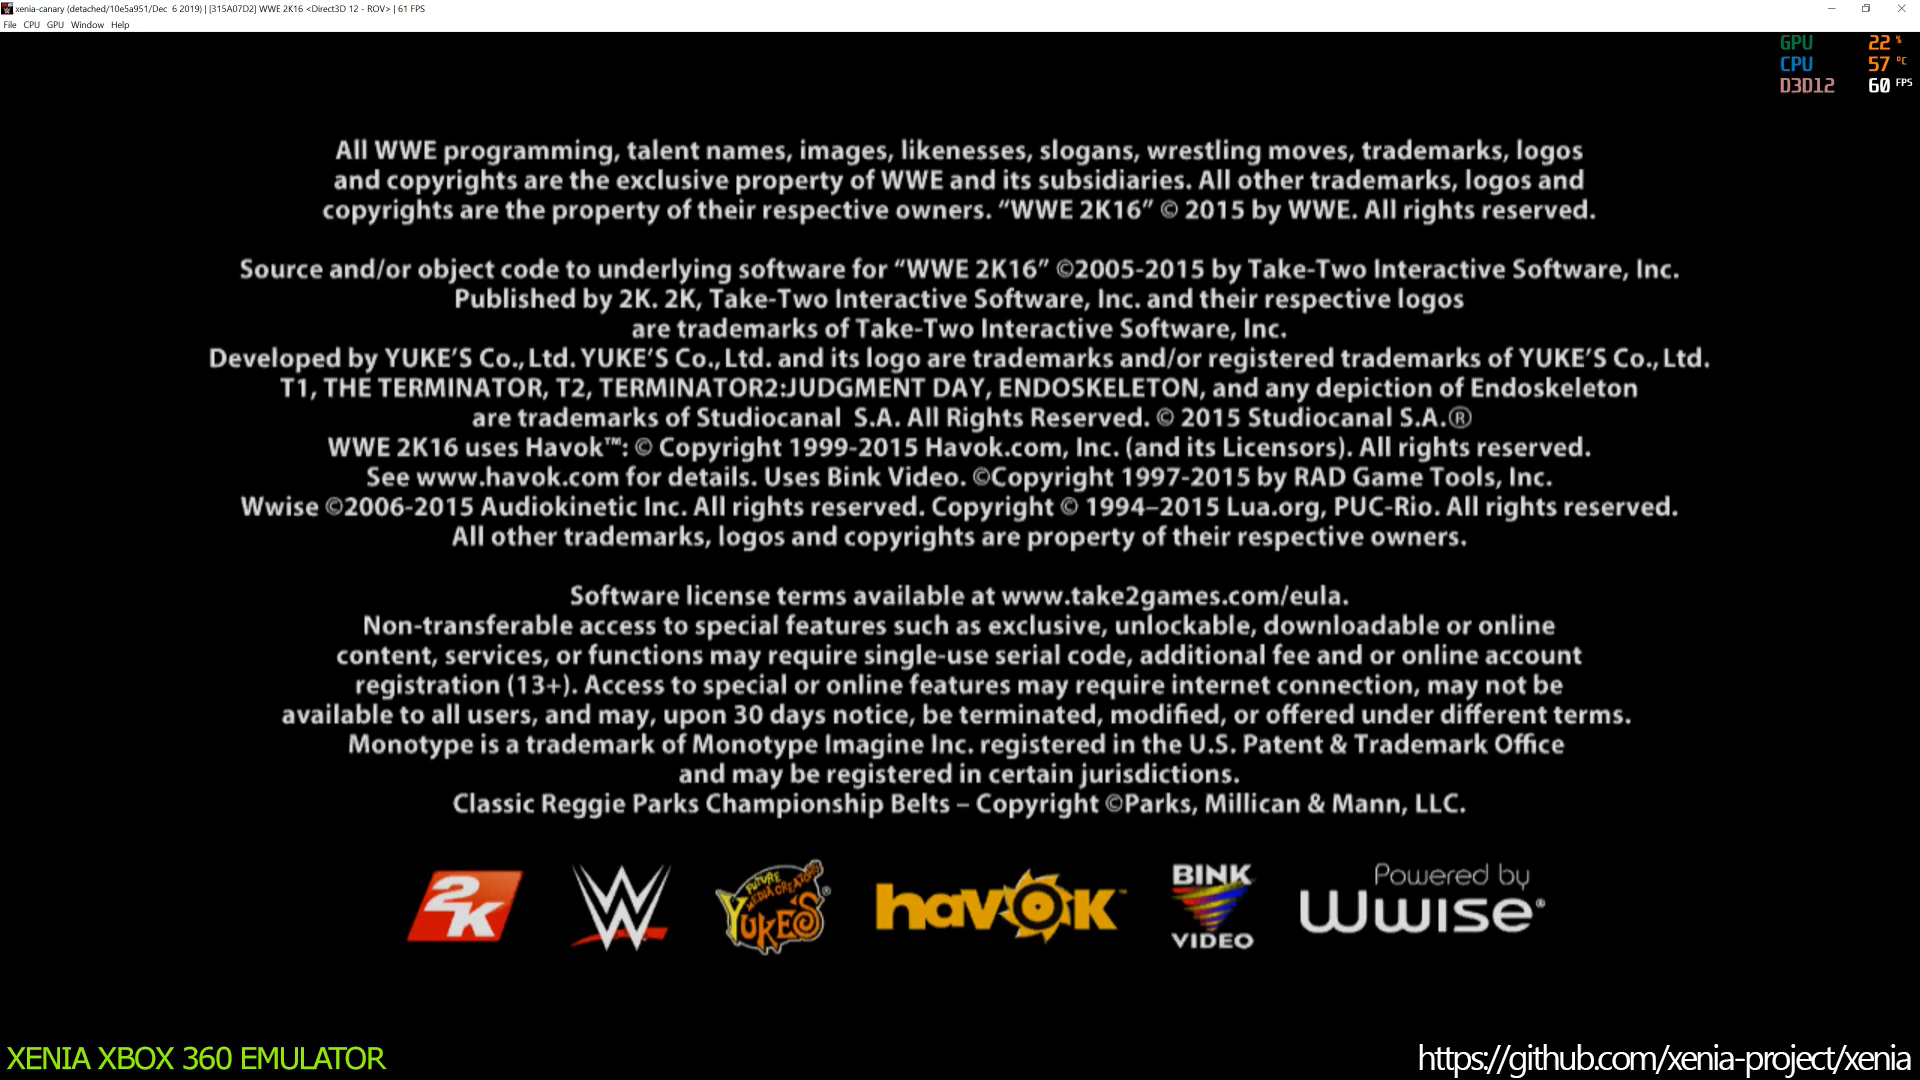 xenia-canary (detached/10e5a951/Dec  6 2019) | [315A07D2] WWE 2K16 <Direct3D 12 - ROV> | 61 FPS
File CPU GPU Window Help
GPU 22 %
CPU 57 °C
D3D12 60 FPS
All WWE programming, talent names, images, likenesses, slogans, wrestling moves, trademarks, logos
and copyrights are the exclusive property of WWE and its subsidiaries. All other trademarks, logos and
copyrights are the property of their respective owners. “WWE 2K16” © 2015 by WWE. All rights reserved.
Source and/or object code to underlying software for “WWE 2K16” ©2005-2015 by Take-Two Interactive Software, Inc.
Published by 2K. 2K, Take-Two Interactive Software, Inc. and their respective logos
are trademarks of Take-Two Interactive Software, Inc.
Developed by YUKE’S Co., Ltd. YUKE’S Co., Ltd. and its logo are trademarks and/or registered trademarks of YUKE’S Co., Ltd.
T1, THE TERMINATOR, T2, TERMINATOR2:JUDGMENT DAY, ENDOSKELETON, and any depiction of Endoskeleton
are trademarks of Studiocanal  S.A. All Rights Reserved. © 2015 Studiocanal S.A.®
WWE 2K16 uses Havok™: © Copyright 1999-2015 Havok.com, Inc. (and its Licensors). All rights reserved.
See www.havok.com for details. Uses Bink Video. ©Copyright 1997-2015 by RAD Game Tools, Inc.
Wwise ©2006-2015 Audiokinetic Inc. All rights reserved. Copyright © 1994–2015 Lua.org, PUC-Rio. All rights reserved.
All other trademarks, logos and copyrights are property of their respective owners.
Software license terms available at www.take2games.com/eula.
Non-transferable access to special features such as exclusive, unlockable, downloadable or online
content, services, or functions may require single-use serial code, additional fee and or online account
registration (13+). Access to special or online features may require internet connection, may not be
available to all users, and may, upon 30 days notice, be terminated, modified, or offered under different terms.
Monotype is a trademark of Monotype Imagine Inc. registered in the U.S. Patent & Trademark Office
and may be registered in certain jurisdictions.
Classic Reggie Parks Championship Belts – Copyright ©Parks, Millican & Mann, LLC.
2K
W
FUTURE MEDIA CREATORS YUKE'S®
havok™
BINK VIDEO
Powered by Wwise®
XENIA XBOX 360 EMULATOR
https://github.com/xenia-project/xenia